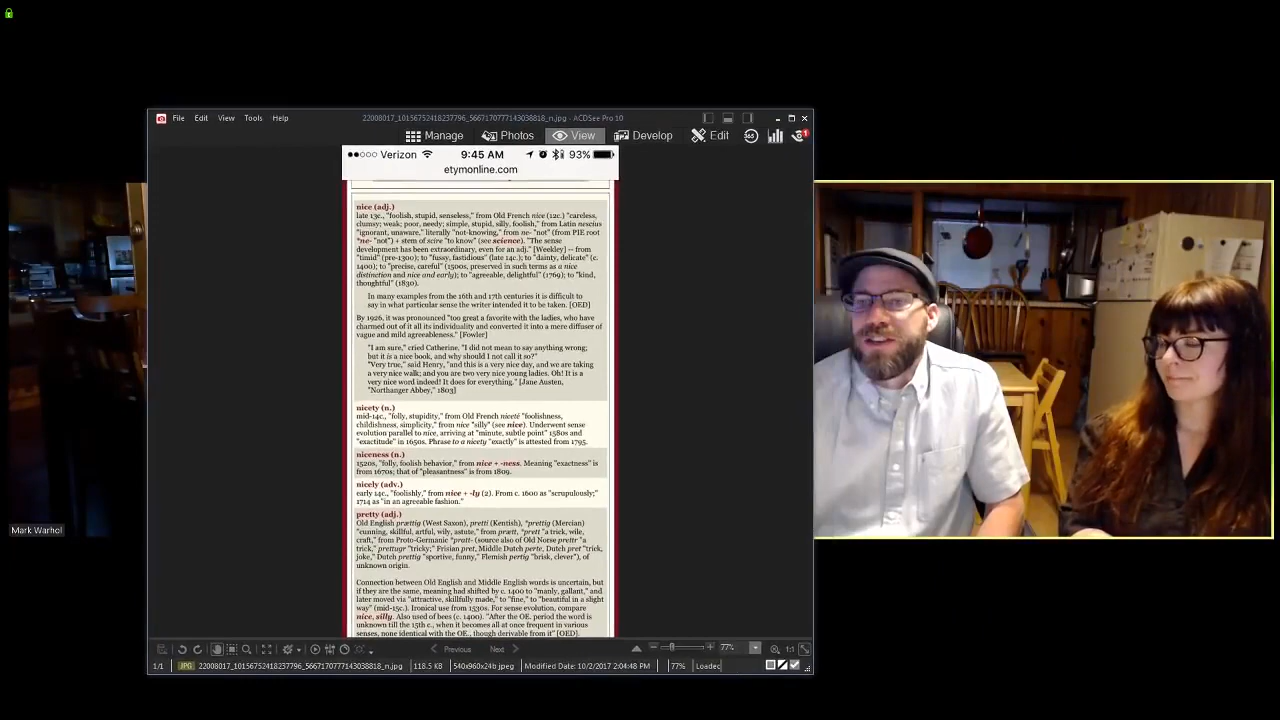 File Edit View Tools Help
22008017_10156752418237796_5667170777143038818_n.jpg - ACDSee Pro 10
Manage Photos View Develop Edit 365 1
Verizon 9:45 AM 93%
etymonline.com
nice (adj.)
late 13c., "foolish, stupid, senseless," from Old French nice (12c.) "careless,
clumsy; weak; poor, needy; simple, stupid, silly, foolish," from Latin nescius
"ignorant, unaware," literally "not-knowing," from ne- "not" (from PIE root
*ne- "not") + stem of scire "to know" (see science). "The sense
development has been extraordinary, even for an adj." [Weekley] -- from
"timid" (pre-1300); to "fussy, fastidious" (late 14c.); to "dainty, delicate" (c.
1400); to "precise, careful" (1500s, preserved in such terms as a nice
distinction and nice and early); to "agreeable, delightful" (1769); to "kind,
thoughtful" (1830).
In many examples from the 16th and 17th centuries it is difficult to
say in what particular sense the writer intended it to be taken. [OED]
By 1926, it was pronounced "too great a favorite with the ladies, who have
charmed out of it all its individuality and converted it into a mere diffuser of
vague and mild agreeableness." [Fowler]
"I am sure," cried Catherine, "I did not mean to say anything wrong;
but it is a nice book, and why should I not call it so?"
"Very true," said Henry, "and this is a very nice day, and we are taking
a very nice walk; and you are two very nice young ladies. Oh! It is a
very nice word indeed! It does for everything." [Jane Austen,
"Northanger Abbey," 1803]
nicety (n.)
mid-14c., "folly, stupidity," from Old French niceté "foolishness,
childishness, simplicity," from nice "silly" (see nice). Underwent sense
evolution parallel to nice, arriving at "minute, subtle point" 1580s and
"exactitude" in 1650s. Phrase to a nicety "exactly" is attested from 1795.
niceness (n.)
1520s, "folly, foolish behavior," from nice + -ness. Meaning "exactness" is
from 1670s; that of "pleasantness" is from 1809.
nicely (adv.)
early 14c., "foolishly," from nice + -ly (2). From c. 1600 as "scrupulously;"
1714 as "in an agreeable fashion."
pretty (adj.)
Old English prættig (West Saxon), pretti (Kentish), *prettig (Mercian)
"cunning, skillful, artful, wily, astute," from prætt, *prett "a trick, wile,
craft," from Proto-Germanic *pratt- (source also of Old Norse prettr "a
trick," prettugr "tricky;" Frisian pret, Middle Dutch perte, Dutch pret "trick,
joke," Dutch prettig "sportive, funny," Flemish pertig "brisk, clever"), of
unknown origin.
Connection between Old English and Middle English words is uncertain, but
if they are the same, meaning had shifted by c. 1400 to "manly, gallant," and
later moved via "attractive, skillfully made," to "fine," to "beautiful in a slight
way" (mid-15c.). Ironical use from 1530s. For sense evolution, compare
nice, silly. Also used of bees (c. 1400). "After the OE. period the word is
unknown till the 15th c., when it becomes all at once frequent in various
senses, none identical with the OE., though derivable from it" [OED].
Previous Next 77% 1:1
1/1 JPG 22008017_10156752418237796_5667170777143038818_n.jpg 118.5 KB 540x960x24b jpeg Modified Date: 10/2/2017 2:04:48 PM 77% Loaded
Mark Warhol